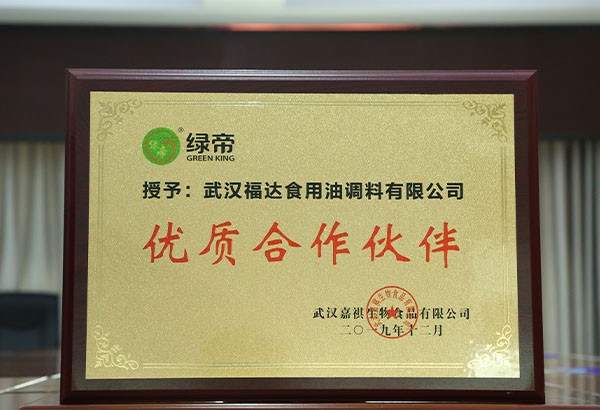 绿帝®
GREEN KING
授予：武汉福达食用油调料有限公司
优质合作伙伴
武汉嘉祺生物食品有限公司
二〇一九年十二月